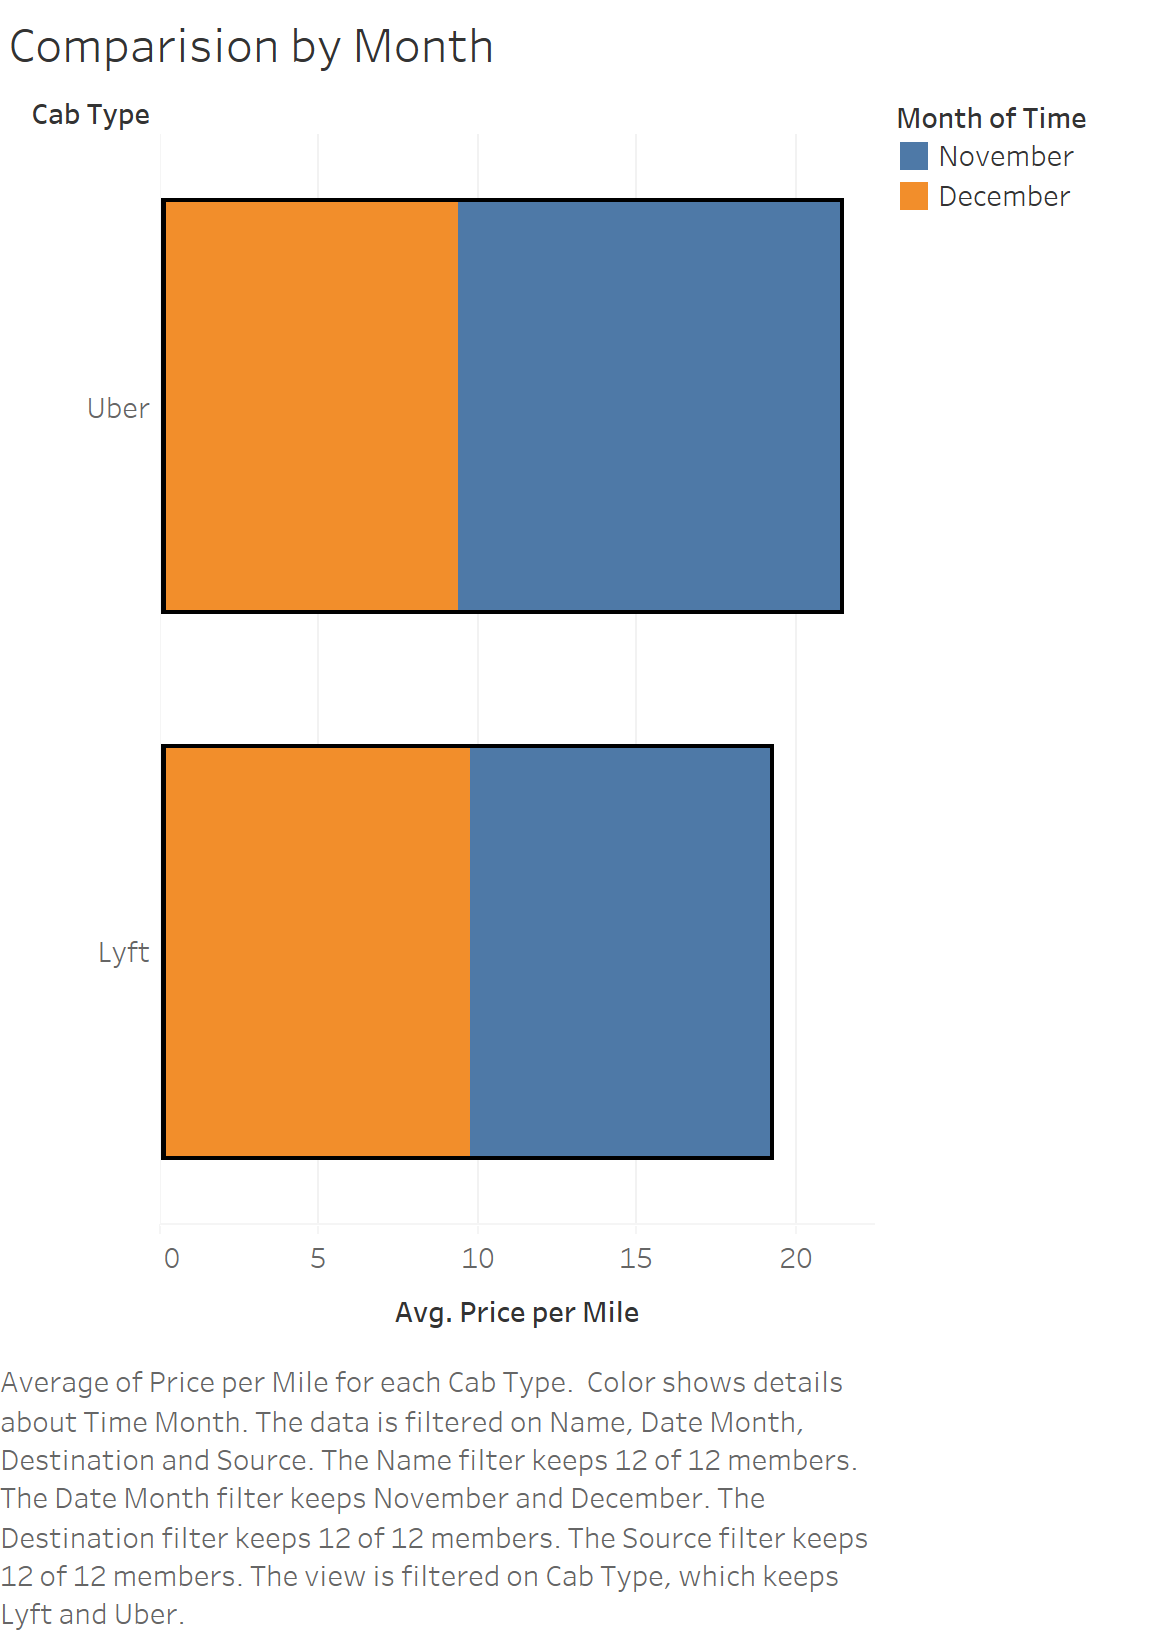 Comparision by Month
Cab Type
Month of Time
November
December
Uber
Lyft
0 5 10 15 20
Avg. Price per Mile
Average of Price per Mile for each Cab Type.  Color shows details
about Time Month. The data is filtered on Name, Date Month,
Destination and Source. The Name filter keeps 12 of 12 members.
The Date Month filter keeps November and December. The
Destination filter keeps 12 of 12 members. The Source filter keeps
12 of 12 members. The view is filtered on Cab Type, which keeps
Lyft and Uber.